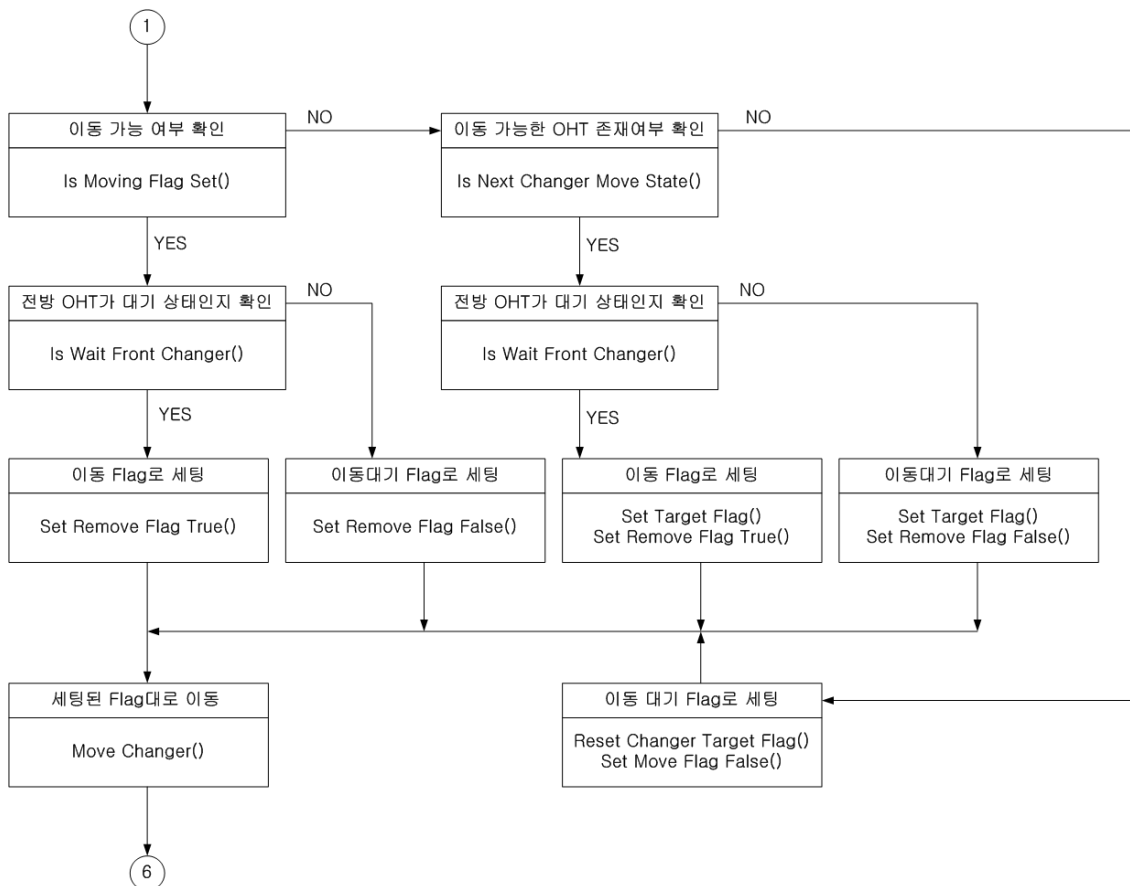 1
이동 가능 여부 확인
NO
이동 가능한 OHT 존재여부 확인
NO
Is Moving Flag Set()
Is Next Changer Move State()
YES
YES
전방 OHT가 대기 상태인지 확인
NO
전방 OHT가 대기 상태인지 확인
NO
Is Wait Front Changer()
Is Wait Front Changer()
YES
YES
이동 Flag로 세팅
이동대기 Flag로 세팅
이동 Flag로 세팅
이동대기 Flag로 세팅
Set Remove Flag True()
Set Remove Flag False()
Set Target Flag()
Set Remove Flag True()
Set Target Flag()
Set Remove Flag False()
세팅된 Flag대로 이동
이동 대기 Flag로 세팅
Move Changer()
Reset Changer Target Flag()
Set Move Flag False()
6